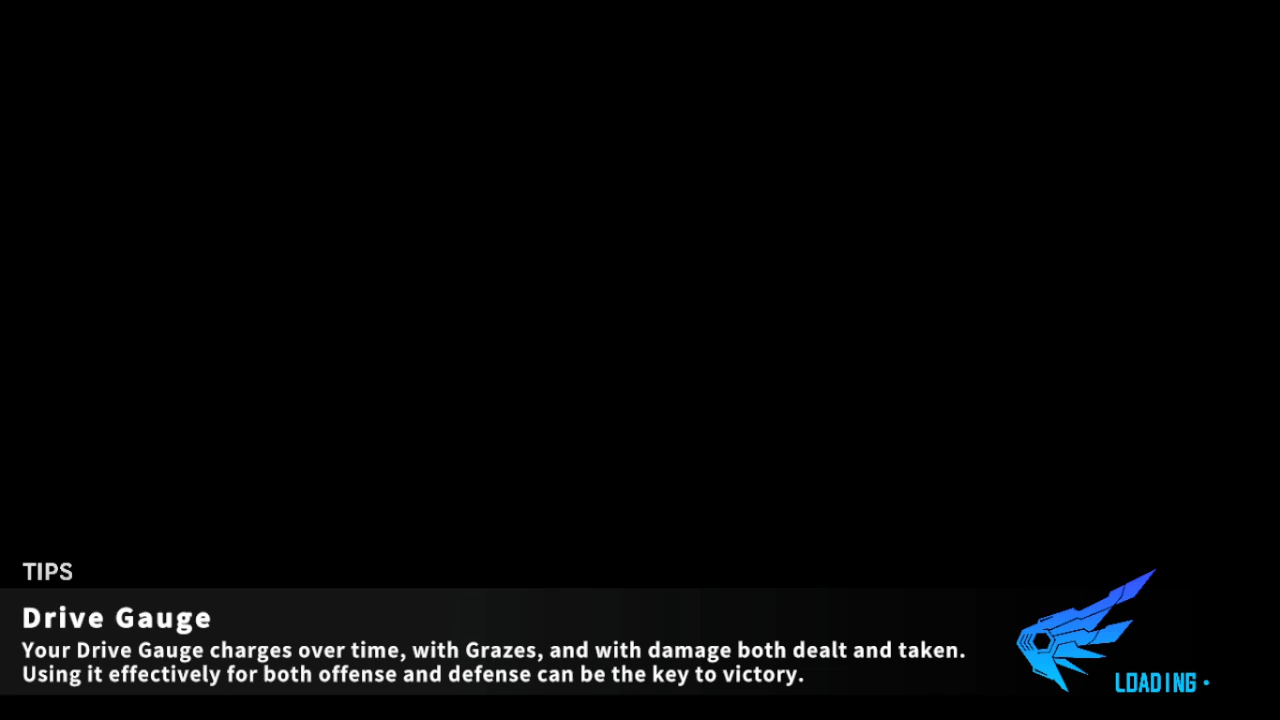 TIPS
Drive Gauge
Your Drive Gauge charges over time, with Grazes, and with damage both dealt and taken.
Using it effectively for both offense and defense can be the key to victory.
LOADING •